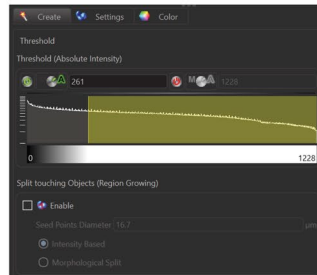 Create Settings Color
Threshold
Threshold (Absolute Intensity)
A 261 M A 1228
0 1228
Split touching Objects (Region Growing)
Enable
Seed Points Diameter 16.7 µm
Intensity Based
Morphological Split